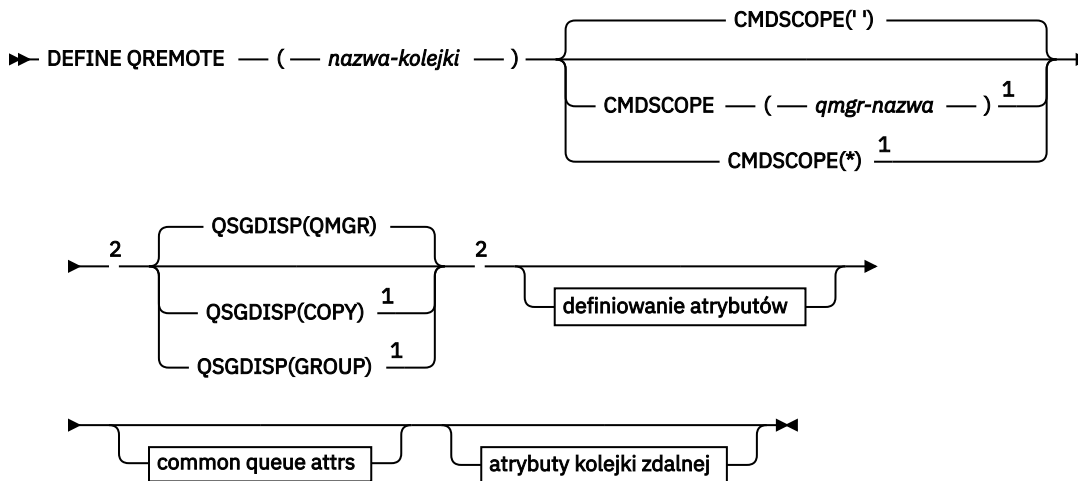 CMDSCOPE(' ')
DEFINE QREMOTE ( nazwa-kolejki )
CMDSCOPE ( qmgr-nazwa ) 1
CMDSCOPE(*) 1
QSGDISP(QMGR)
2 2
QSGDISP(COPY) 1
definiowanie atrybutów
QSGDISP(GROUP) 1
common queue attrs
atrybuty kolejki zdalnej